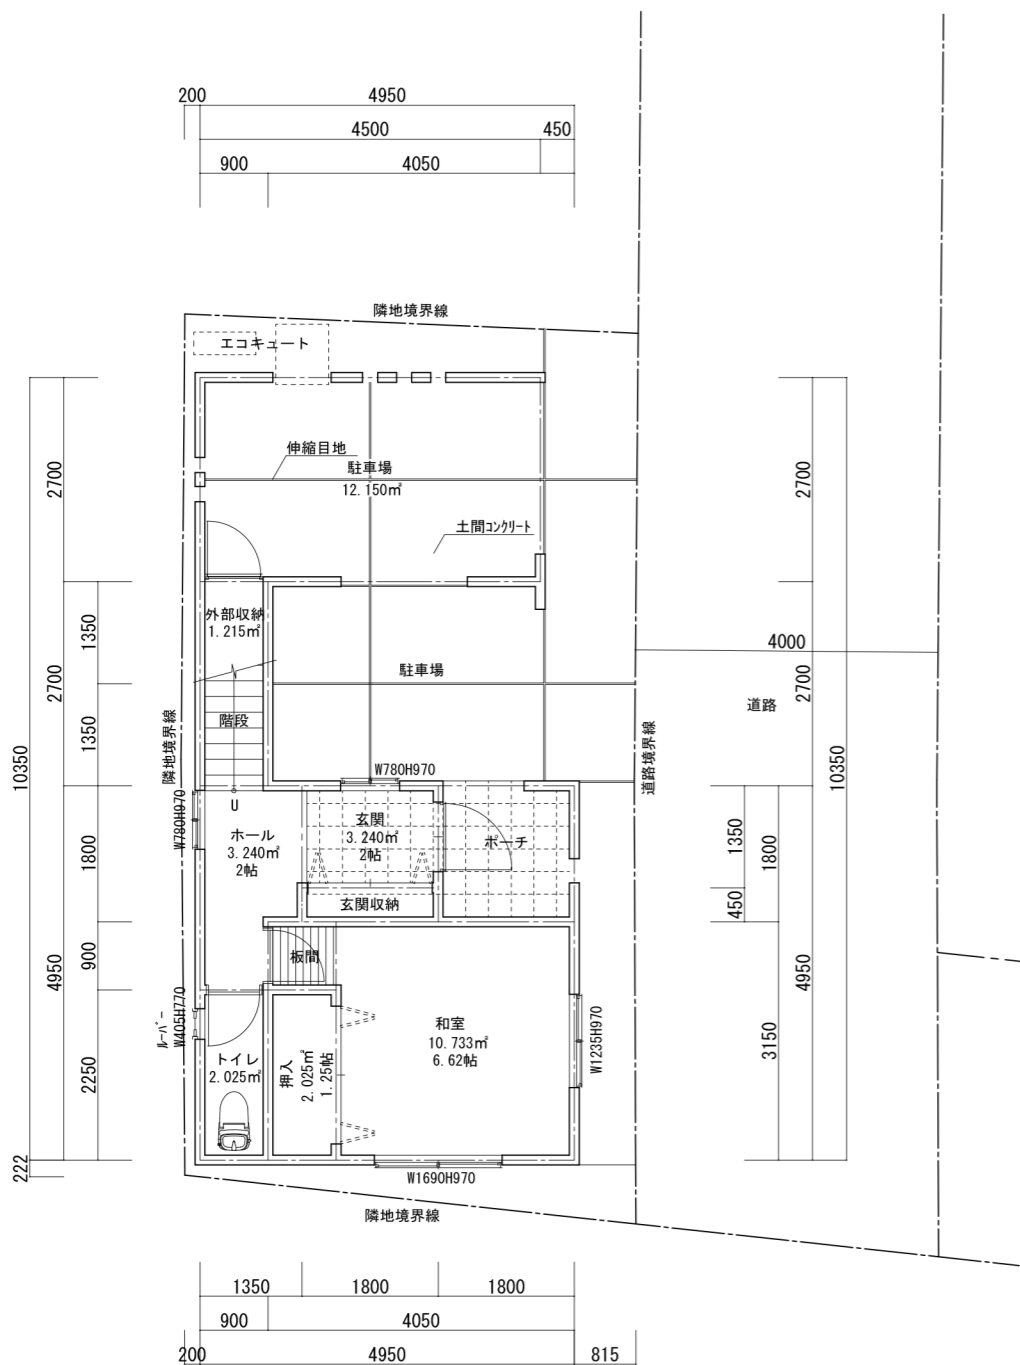 200
4950
4500
450
900
4050
隣地境界線
エコキュート
伸縮目地
駐車場
12.150㎡
土間コンクリート
2700
2700
外部収納
1.215㎡
1350
4000
2700
2700
駐車場
道路
階段
1350
隣地境界線
道路境界線
10350
10350
W780H970
U
W780H970
ホール
3.240㎡
2帖
玄関
3.240㎡
2帖
ポーチ
1800
1350
1800
玄関収納
450
板間
900
4950
4950
ルーバー
W405H770
和室
10.733㎡
6.62帖
W1235H970
3150
トイレ
2.025㎡
押入
2.025㎡
1.25帖
2250
222
W1690H970
隣地境界線
1350
1800
1800
900
4050
200
4950
815